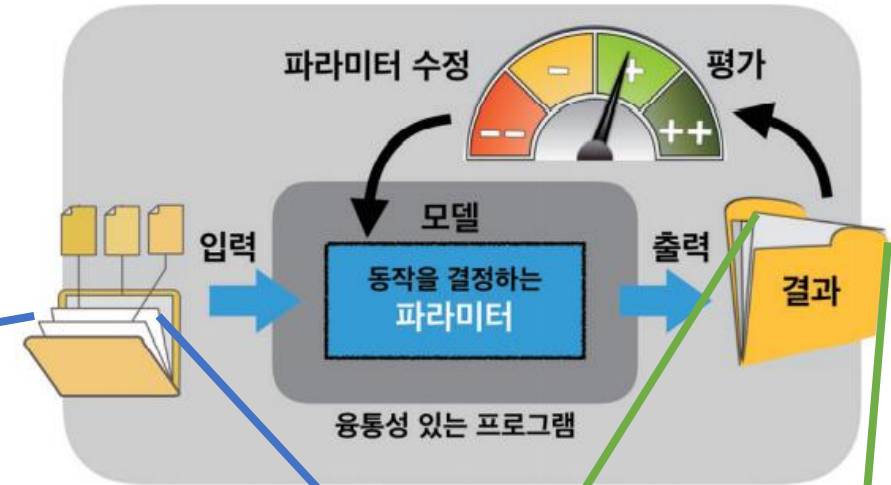 파라미터 수정
평가
--
-
+
++
입력
모델
출력
동작을 결정하는
파라미터
결과
융통성 있는 프로그램